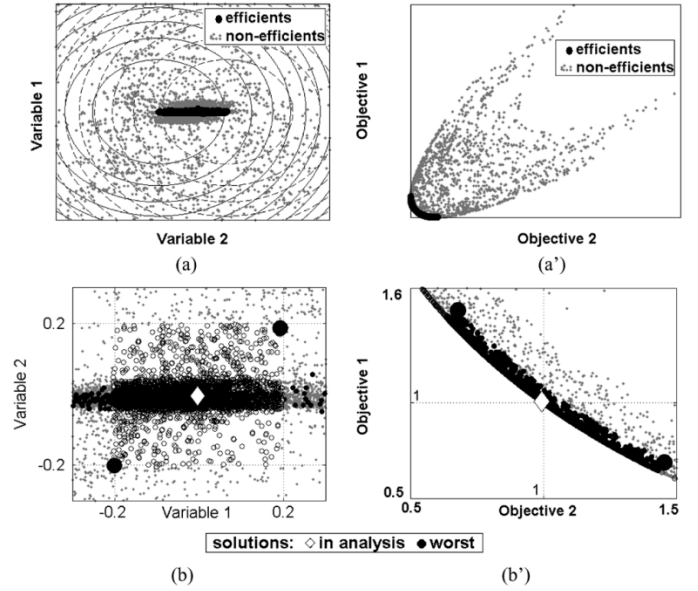 efficients
non-efficients
Variable 1
Variable 2
(a)
efficients
non-efficients
Objective 1
Objective 2
(a’)
0.2
Variable 2
-0.2
-0.2
Variable 1
0.2
(b)
1.6
Objective 1
1
0.5
0.5
1
Objective 2
1.5
solutions: in analysis worst
(b’)